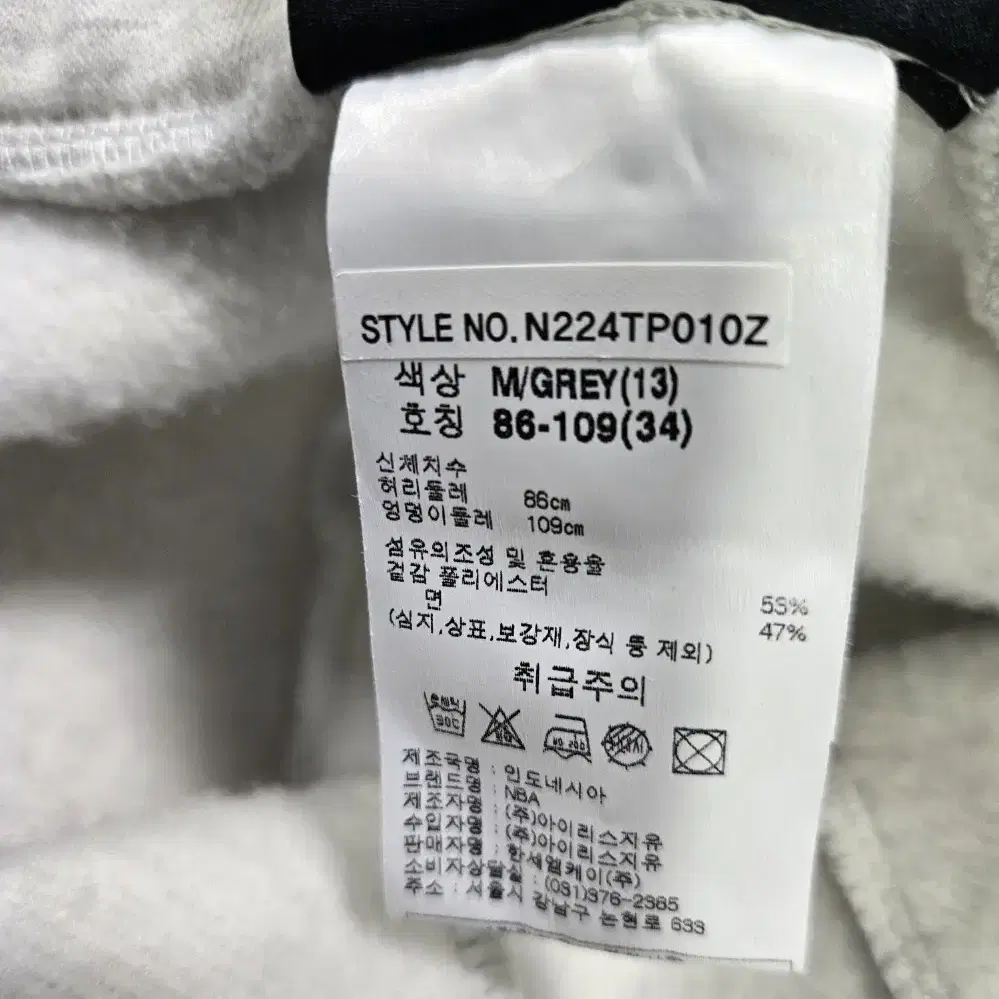 STYLE NO. N224TP010Z
색상 M/GREY(13)
호칭 86-109(34)
신체치수
허리둘레 86cm
엉덩이둘레 109cm
섬유의조성 및 혼용율
겉감 폴리에스터 53%
면 47%
(심지,상표,보강재,장식 등 제외)
취급주의
30C
제조국명 : 인도네시아
브랜드명 : NBA
제조자명 : (주)아이리스지유
수입자명 : (주)아이리스지유
판매자명 : 한세엠케이(주)
소비자상담실 : (031)376-2385
주소 : 서울시 강남구 논현로 633